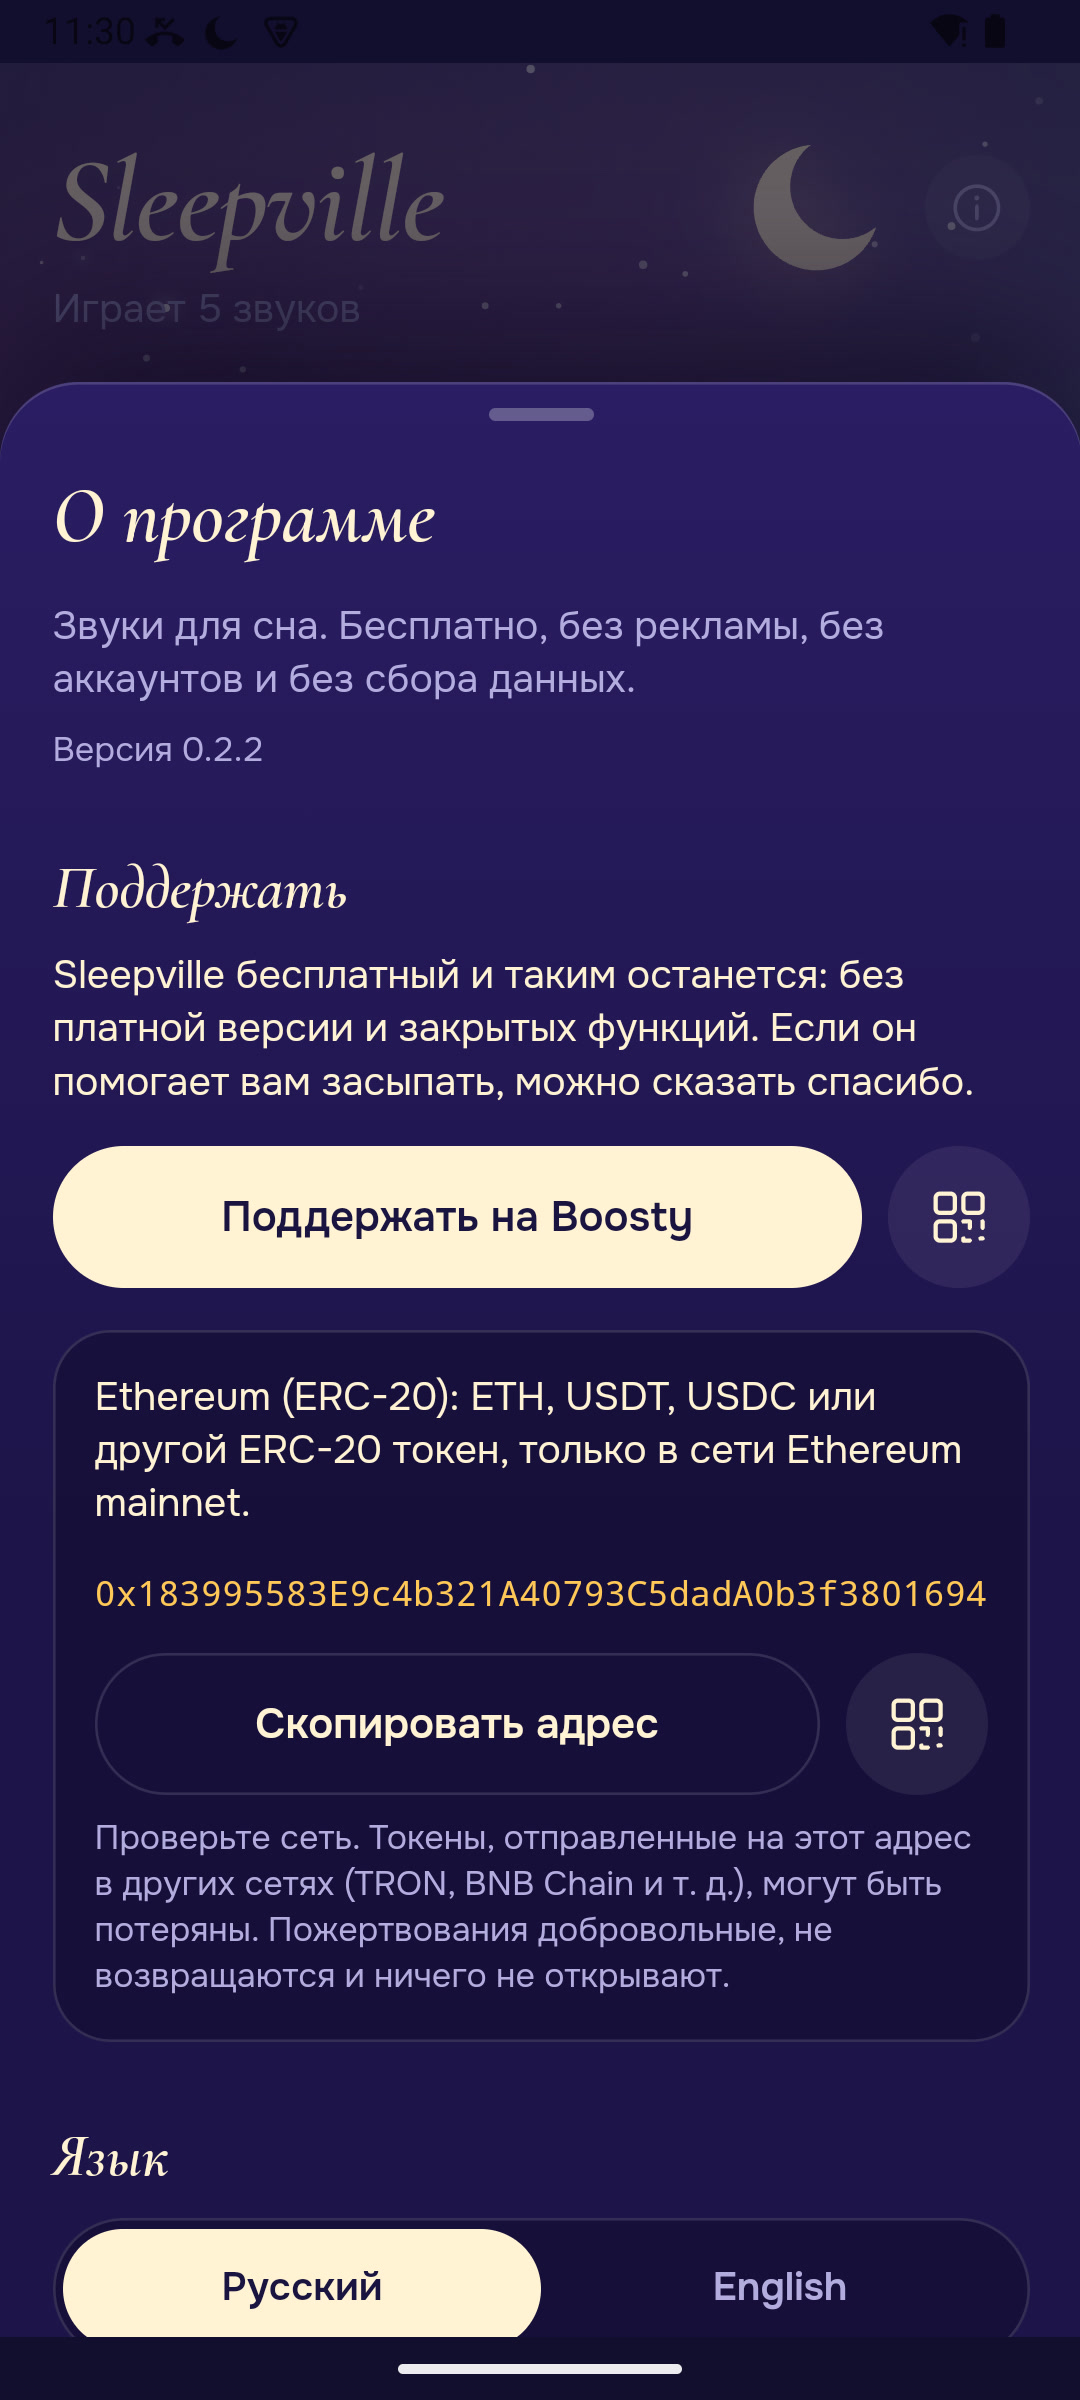 11:30
Sleepville
Играет 5 звуков
О программе
Звуки для сна. Бесплатно, без рекламы, без
аккаунтов и без сбора данных.
Версия 0.2.2
Поддержать
Sleepville бесплатный и таким останется: без
платной версии и закрытых функций. Если он
помогает вам засыпать, можно сказать спасибо.
Поддержать на Boosty
Ethereum (ERC-20): ETH, USDT, USDC или
другой ERC-20 токен, только в сети Ethereum
mainnet.
0x183995583E9c4b321A40793C5dadA0b3f3801694
Скопировать адрес
Проверьте сеть. Токены, отправленные на этот адрес
в других сетях (TRON, BNB Chain и т. д.), могут быть
потеряны. Пожертвования добровольные, не
возвращаются и ничего не открывают.
Язык
Русский
English